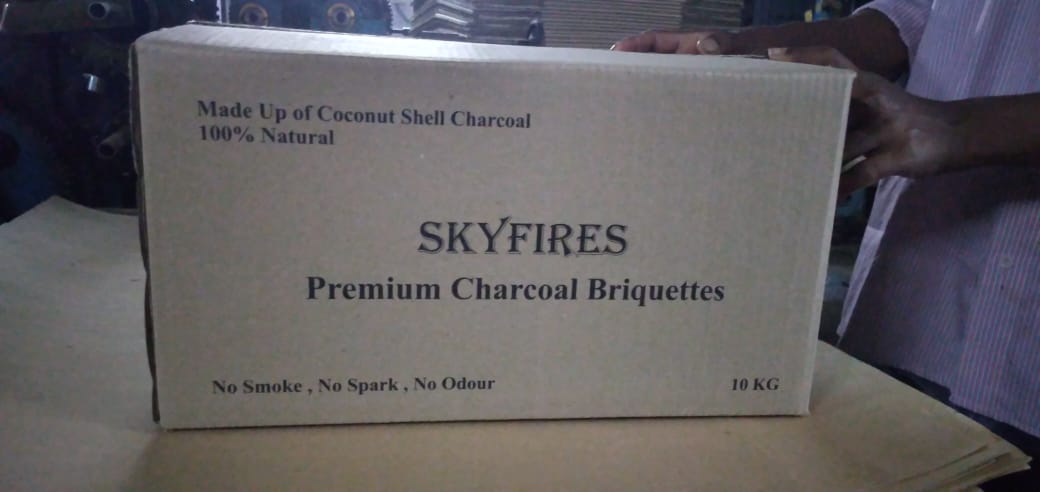 Made Up of Coconut Shell Charcoal
100% Natural
SKYFIRES
Premium Charcoal Briquettes
No Smoke , No Spark , No Odour
10 KG